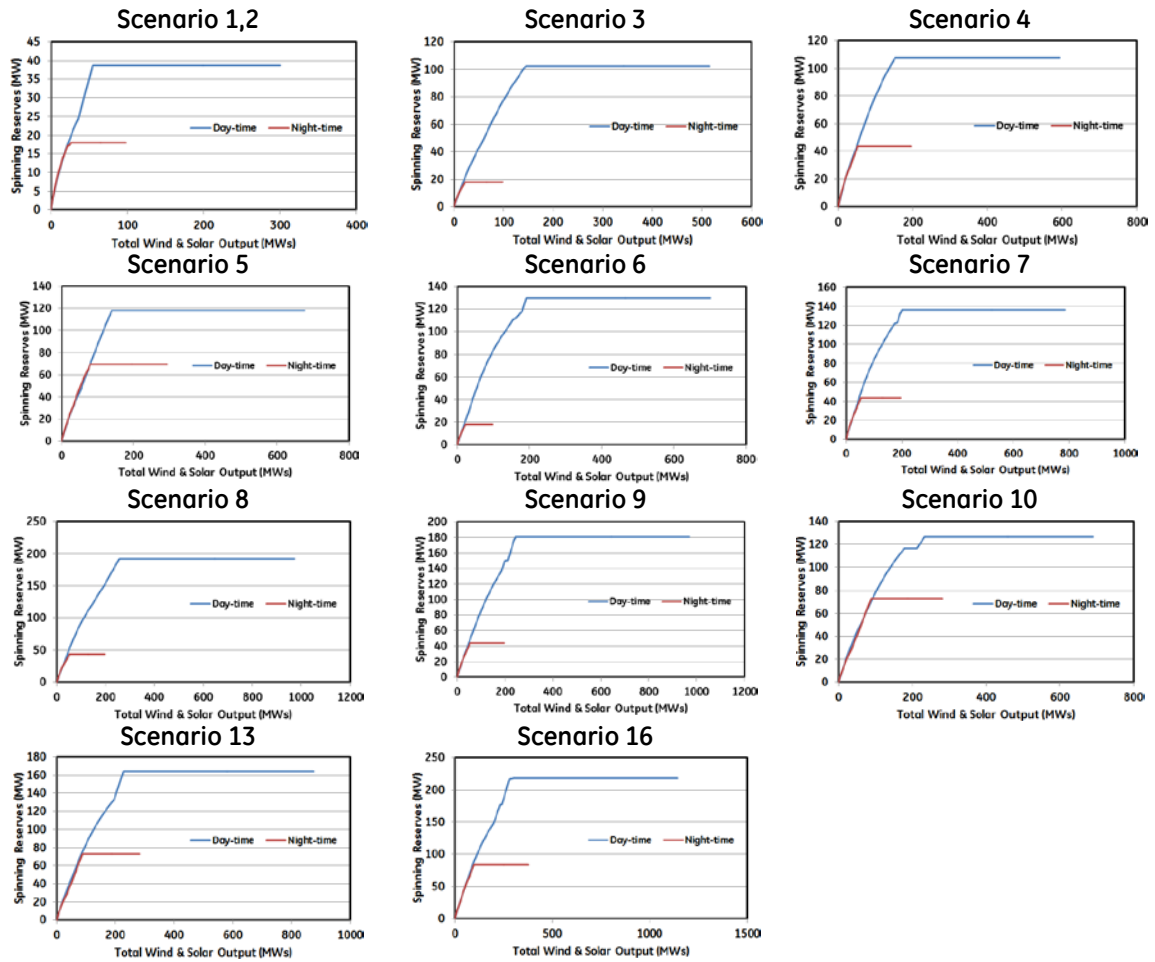 Scenario 1,2
Spinning Reserves (MW)
45
40
35
30
25
20
15
10
5
0
Day-time Night-time
0 100 200 300 400
Total Wind & Solar Output (MWs)
Scenario 3
Spinning Reserves (MW)
120
100
80
60
40
20
0
Day-time Night-time
0 100 200 300 400 500 600
Total Wind & Solar Output (MWs)
Scenario 4
Spinning Reserves (MW)
120
100
80
60
40
20
0
Day-time Night-time
0 200 400 600 800
Total Wind & Solar Output (MWs)
Scenario 5
Spinning Reserves (MW)
140
120
100
80
60
40
20
0
Day-time Night-time
0 200 400 600 800
Total Wind & Solar Output (MWs)
Scenario 6
Spinning Reserves (MW)
140
120
100
80
60
40
20
0
Day-time Night-time
0 200 400 600 800
Total Wind & Solar Output (MWs)
Scenario 7
Spinning Reserves (MW)
160
140
120
100
80
60
40
20
0
Day-time Night-time
0 200 400 600 800 1000
Total Wind & Solar Output (MWs)
Scenario 8
Spinning Reserves (MW)
250
200
150
100
50
0
Day-time Night-time
0 200 400 600 800 1000 1200
Total Wind & Solar Output (MWs)
Scenario 9
Spinning Reserves (MW)
200
180
160
140
120
100
80
60
40
20
0
Day-time Night-time
0 200 400 600 800 1000 1200
Total Wind & Solar Output (MWs)
Scenario 10
Spinning Reserves (MW)
140
120
100
80
60
40
20
0
Day-time Night-time
0 200 400 600 800
Total Wind & Solar Output (MWs)
Scenario 13
Spinning Reserves (MW)
180
160
140
120
100
80
60
40
20
0
Day-time Night-time
0 200 400 600 800 1000
Total Wind & Solar Output (MWs)
Scenario 16
Spinning Reserves (MW)
250
200
150
100
50
0
Day-time Night-time
0 500 1000 1500
Total Wind & Solar Output (MWs)